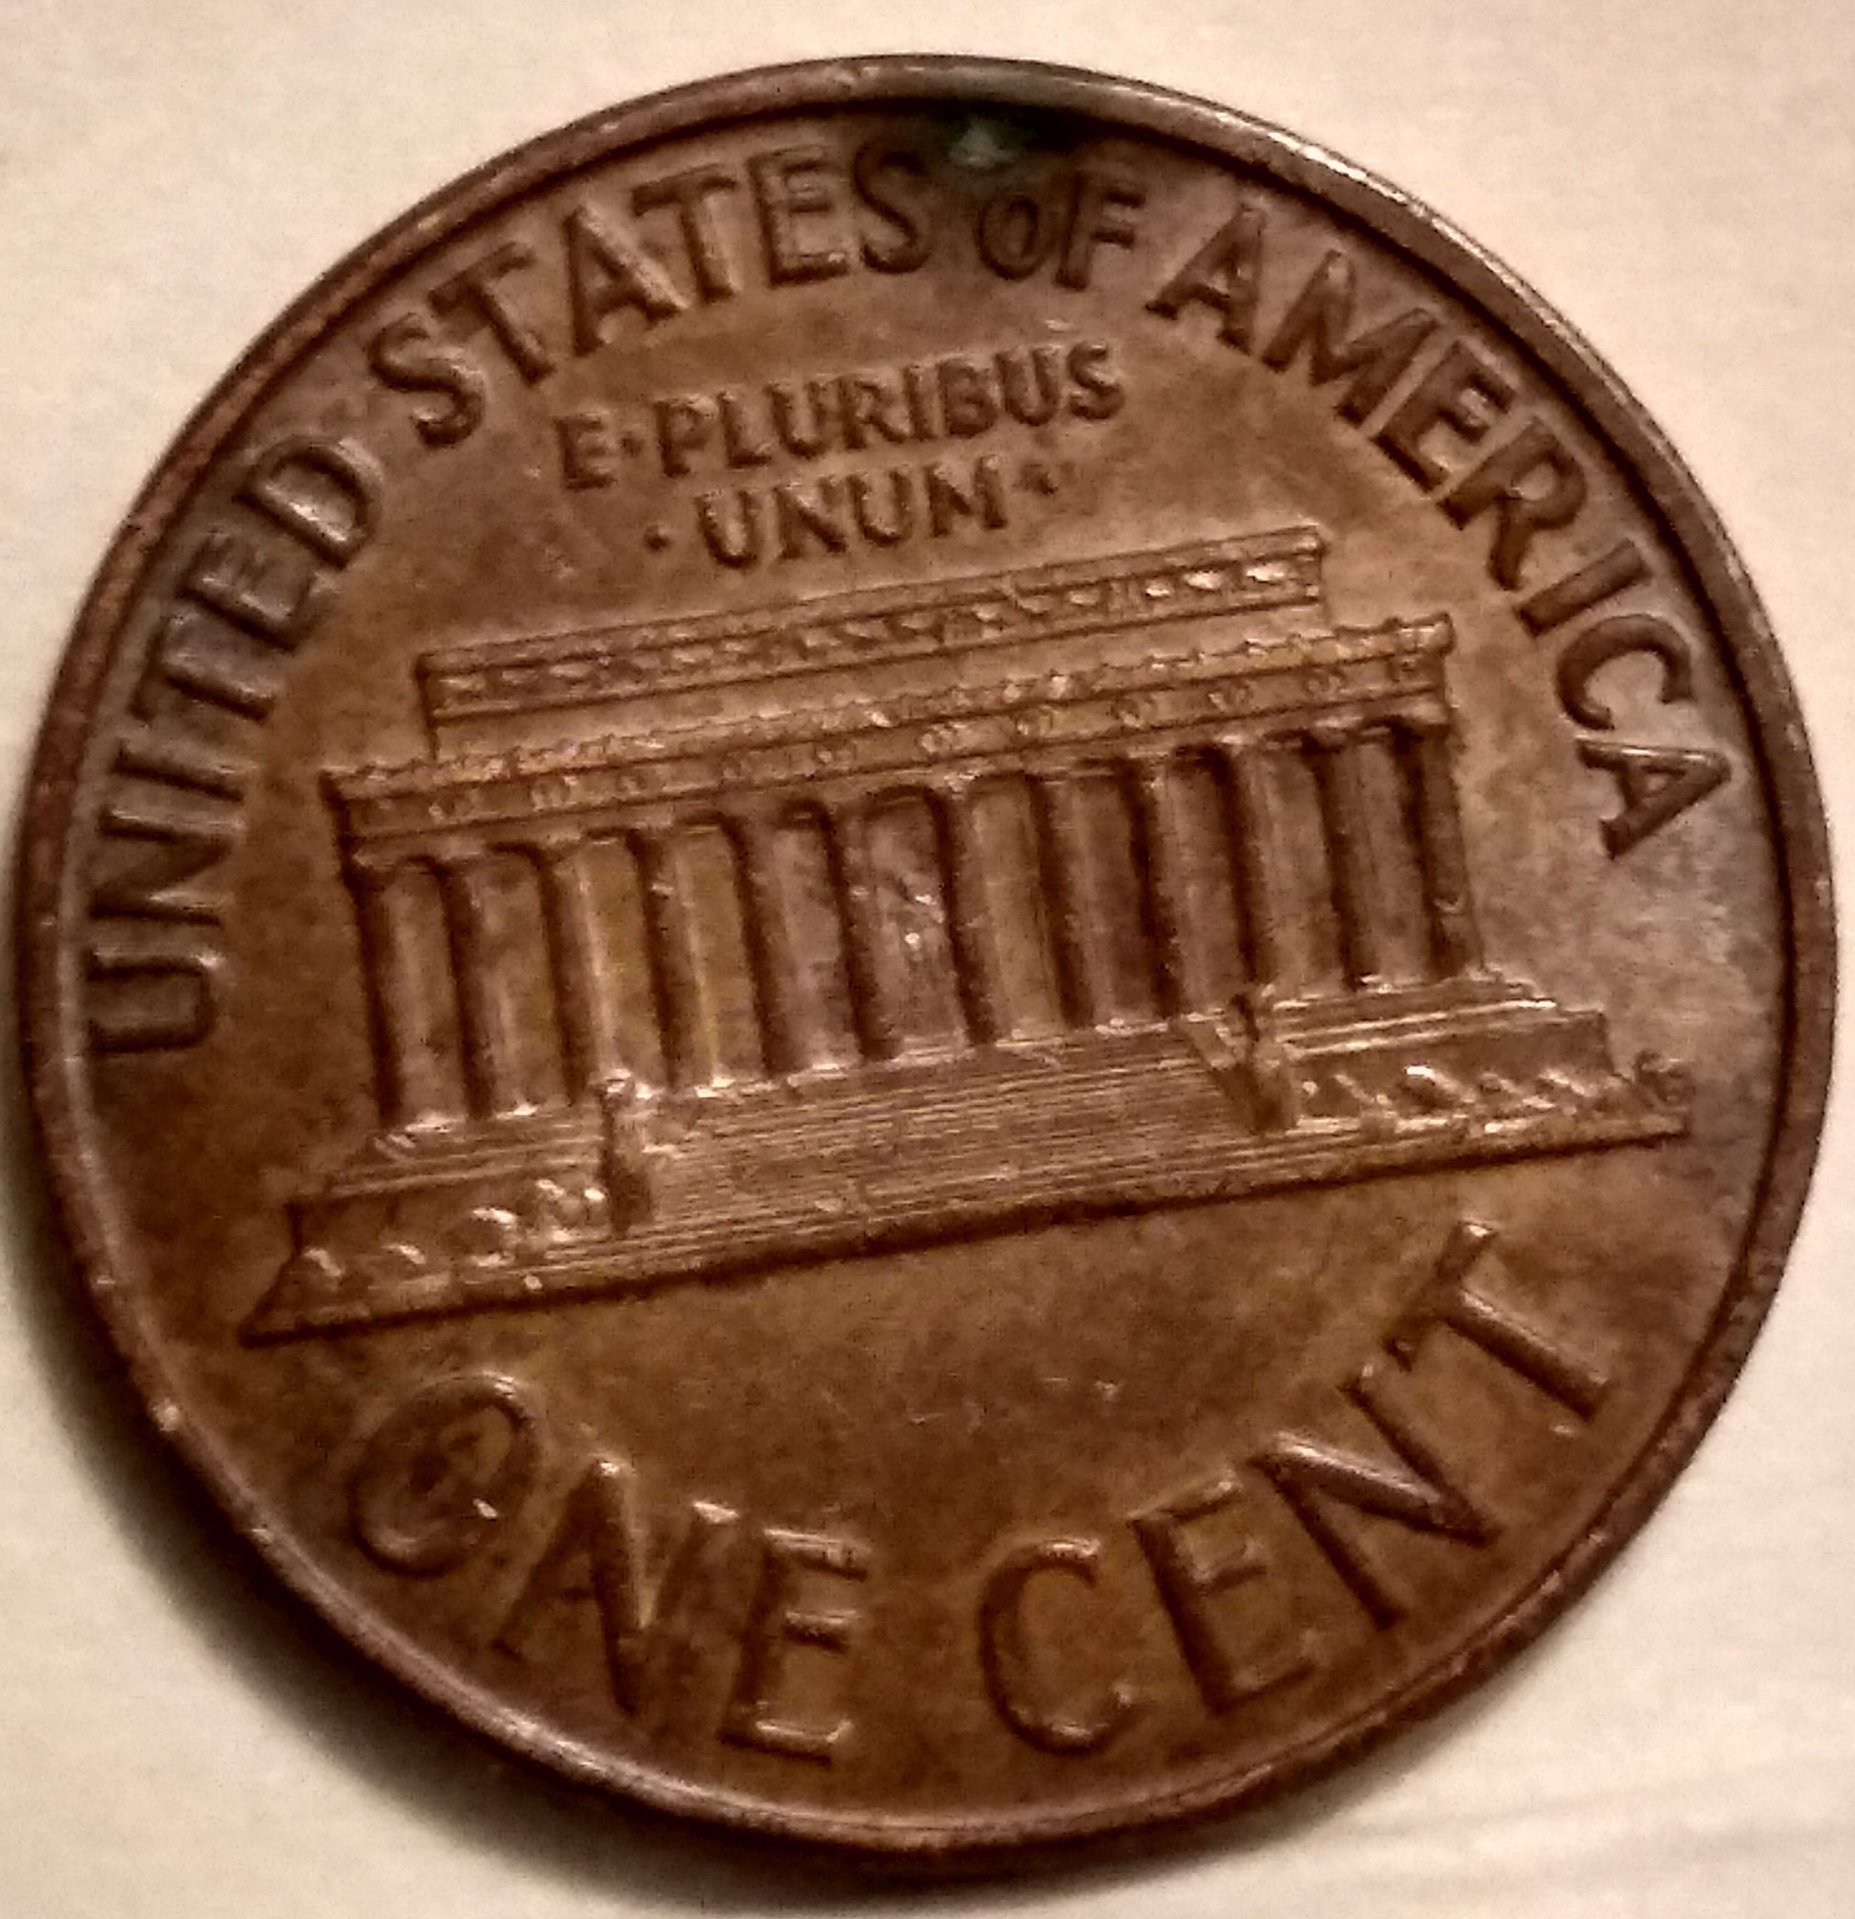 UNITED STATES OF AMERICA
E·PLURIBUS
·UNUM·
ONE CENT